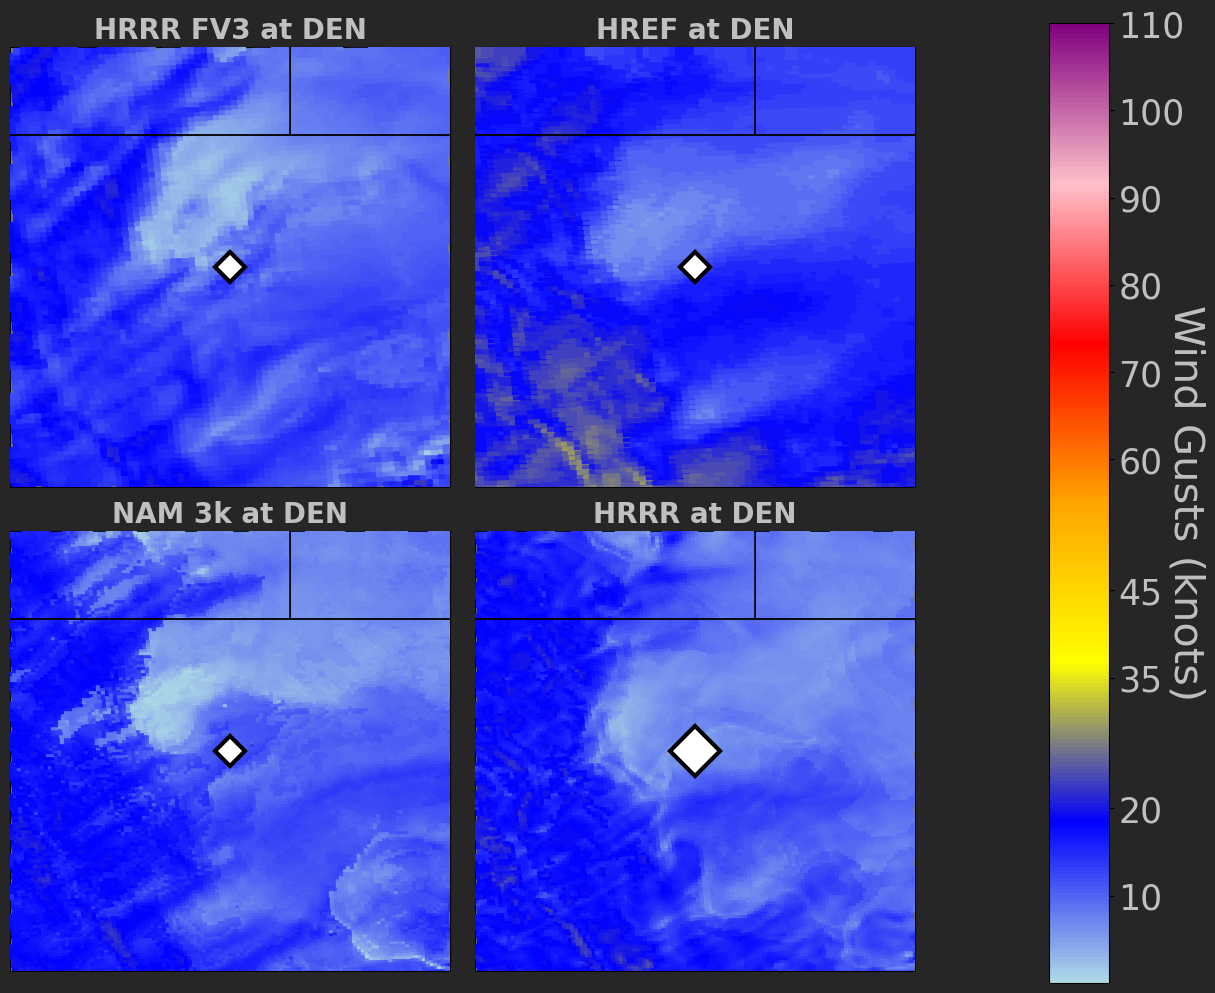 HRRR FV3 at DEN
HREF at DEN
NAM 3k at DEN
HRRR at DEN
110
100
90
80
70
60
45
35
20
10
Wind Gusts (knots)